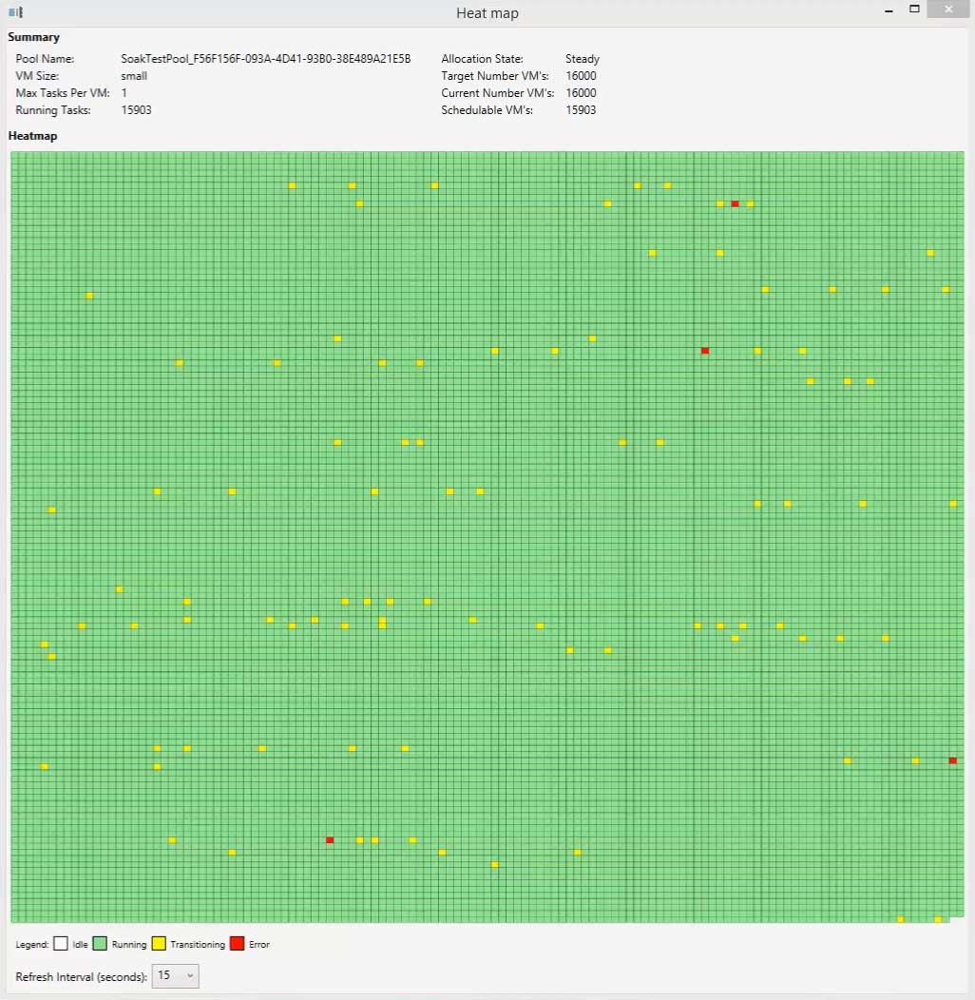 Heat map
Summary
Pool Name: SoakTestPool_F56F156F-093A-4D41-93B0-38E489A21E5B Allocation State: Steady
VM Size: small Target Number VM's: 16000
Max Tasks Per VM: 1 Current Number VM's: 16000
Running Tasks: 15903 Schedulable VM's: 15903
Heatmap
Legend: Idle Running Transitioning Error
Refresh Interval (seconds): 15